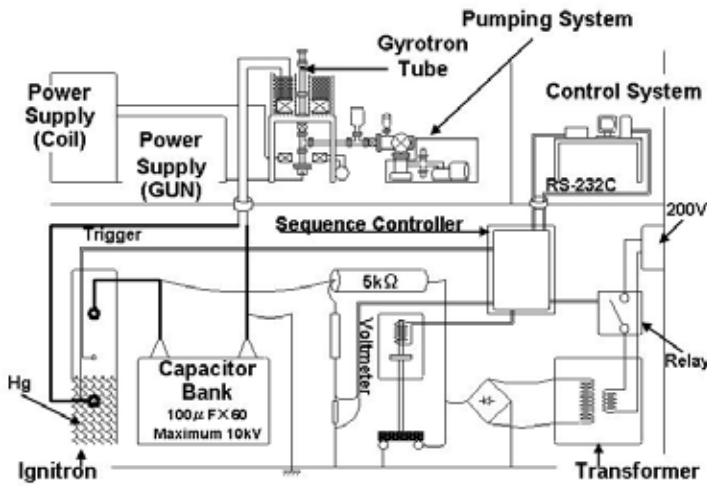 Pumping System
Gyrotron
Tube
Power
Supply
(Coil)
Power
Supply
(GUN)
Control System
RS-232C
Sequence Controller
200V
Trigger
5kΩ
Voltmeter
Hg
Capacitor
Bank
100μF×60
Maximum 10kV
Relay
Ignitron
Transformer